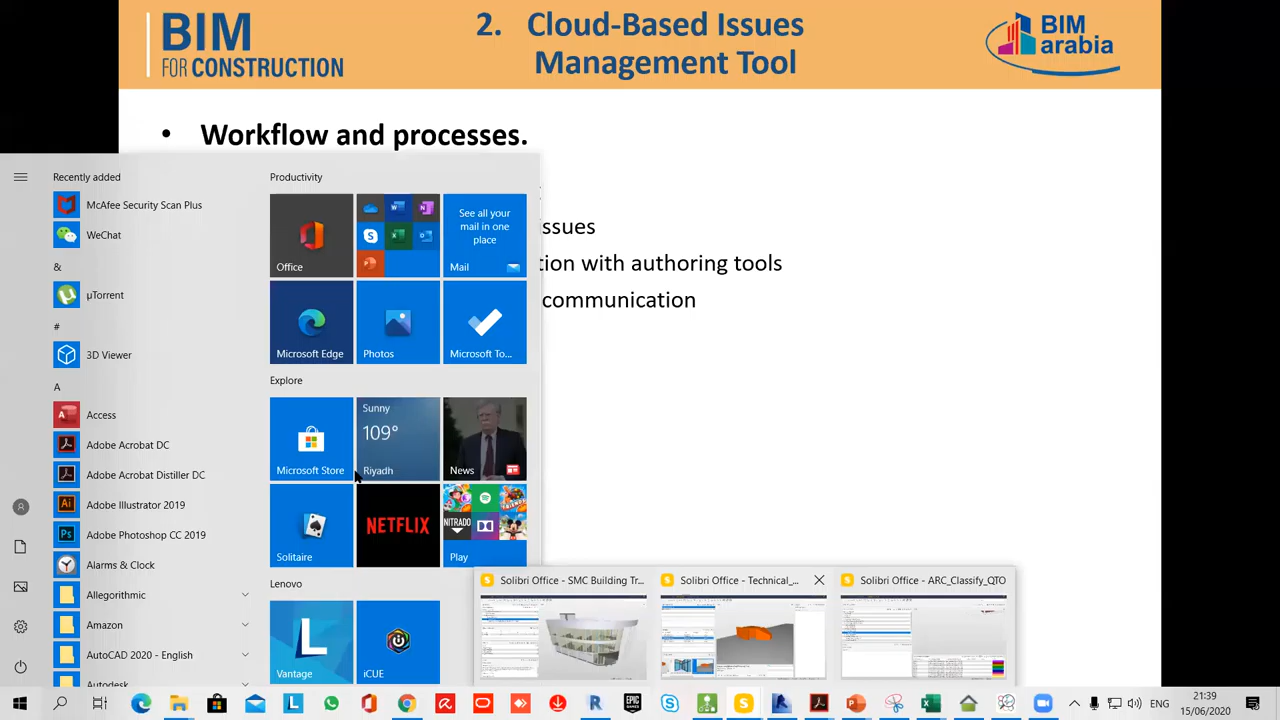 BIM
FOR CONSTRUCTION
2. Cloud-Based Issues
Management Tool
BIM
arabia
• Workflow and processes.
issues
tion with authoring tools
communication
Recently added
McAfee Security Scan Plus
WeChat
&
µTorrent
#
3D Viewer
A
Access
Adobe Acrobat DC
Adobe Acrobat Distiller DC
Adobe Illustrator 2019
Adobe Photoshop CC 2019
Alarms & Clock
Allegorithmic
Amazon
AutoCAD 2020 - English
Autodesk
Productivity
Office
See all your
mail in one
place
Mail
Microsoft Edge
Photos
Microsoft To...
Explore
Microsoft Store
Sunny
109°
Riyadh
News
Solitaire
NETFLIX
NITRADO
Play
Lenovo
Vantage
iCUE
Solibri Office - SMC Building Tr...
Solibri Office - Technical_...
Solibri Office - ARC_Classify_QTO
ENG
21:39
15/06/2020